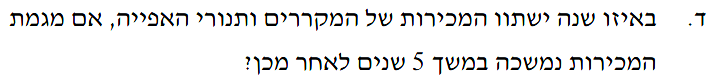 ד. באיזו שנה ישתוו המכירות של המקררים ותנורי האפייה, אם מגמת
המכירות נמשכה במשך 5 שנים לאחר מכן?